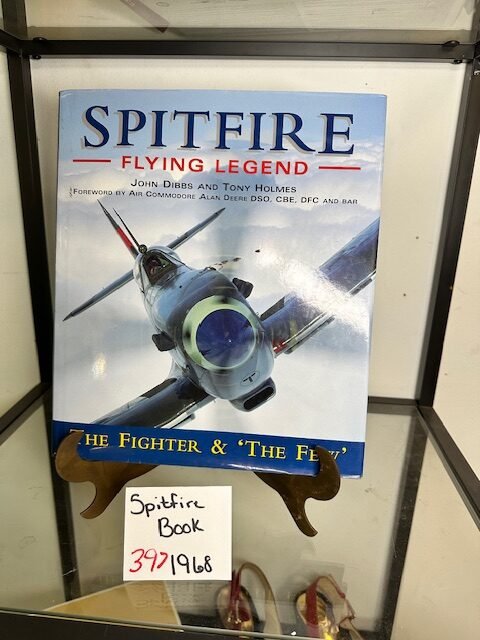 SPITFIRE
FLYING LEGEND
JOHN DIBBS AND TONY HOLMES
FOREWORD BY AIR COMMODORE ALAN DEERE DSO, CBE, DFC AND BAR
THE FIGHTER & 'THE FEW'
Spitfire
Book
397 1968